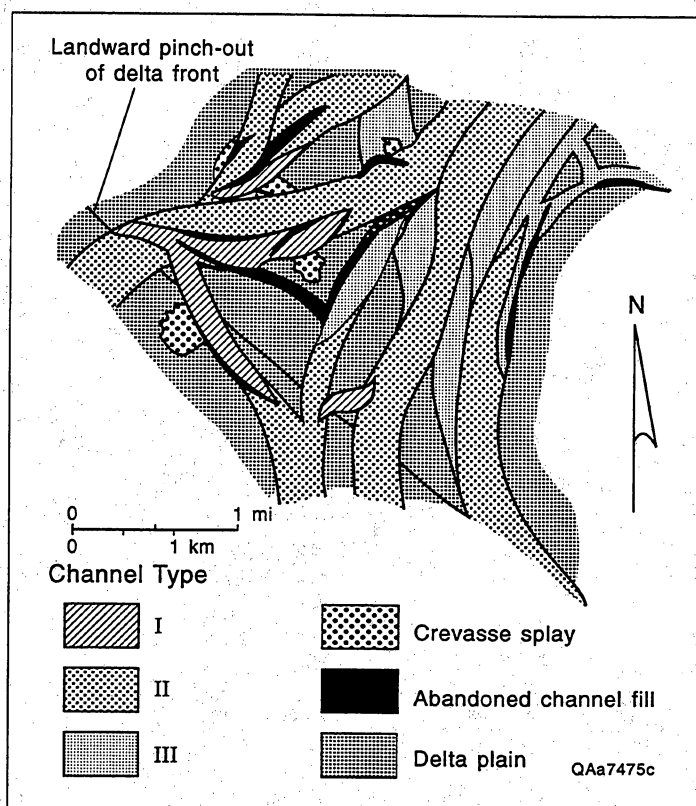 Landward pinch-out
of delta front
N
0 1 mi
0 1 km
Channel Type
I
II
III
Crevasse splay
Abandoned channel fill
Delta plain
QAa7475c